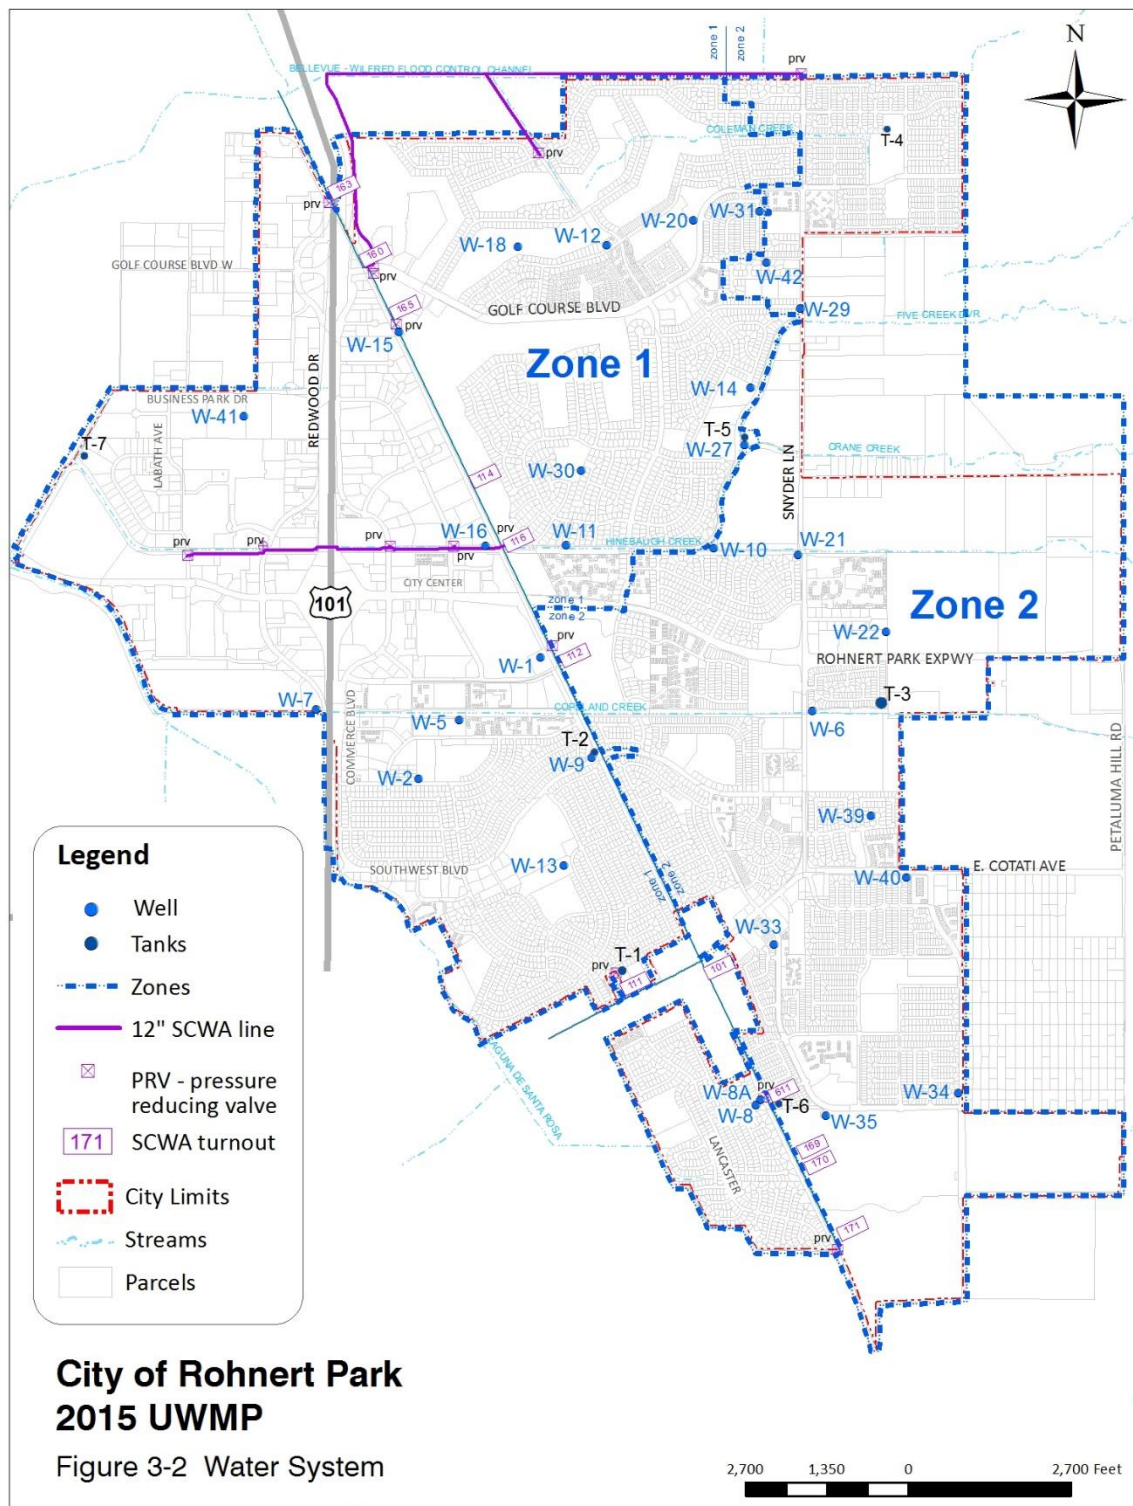 N
zone 1
zone 2
prv
BELLEVUE - WILFRED FLOOD CONTROL CHANNEL
COLEMAN CREEK
T-4
prv
163
prv
W-20
W-31
W-18
W-12
160
prv
GOLF COURSE BLVD W
W-42
165
GOLF COURSE BLVD
W-29
FIVE CREEK DVR
prv
W-15
REDWOOD DR
Zone 1
W-14
BUSINESS PARK DR
W-41
T-5
W-27
T-7
LABATH AVE
CRANE CREEK
SNYDER LN
W-30
114
prv
W-16
prv
116
W-11
HINEBAUGH CREEK
W-10
W-21
prv
CITY CENTER
101
zone 1
zone 2
Zone 2
W-22
prv
112
W-1
ROHNERT PARK EXPWY
W-7
COMMERCE BLVD
W-5
COPELAND CREEK
T-3
W-6
PETALUMA HILL RD
T-2
W-9
W-2
W-39
SOUTHWEST BLVD
W-13
zone 1
zone 2
E. COTATI AVE
W-40
W-33
prv
T-1
111
101
LAGUNA DE SANTA ROSA
W-8A
prv
611
W-8
T-6
W-35
W-34
LANCASTER
169
170
171
prv
Legend
Well
Tanks
Zones
12" SCWA line
PRV - pressure
reducing valve
171
SCWA turnout
City Limits
Streams
Parcels
City of Rohnert Park
2015 UWMP
Figure 3-2 Water System
2,700 1,350 0 2,700 Feet